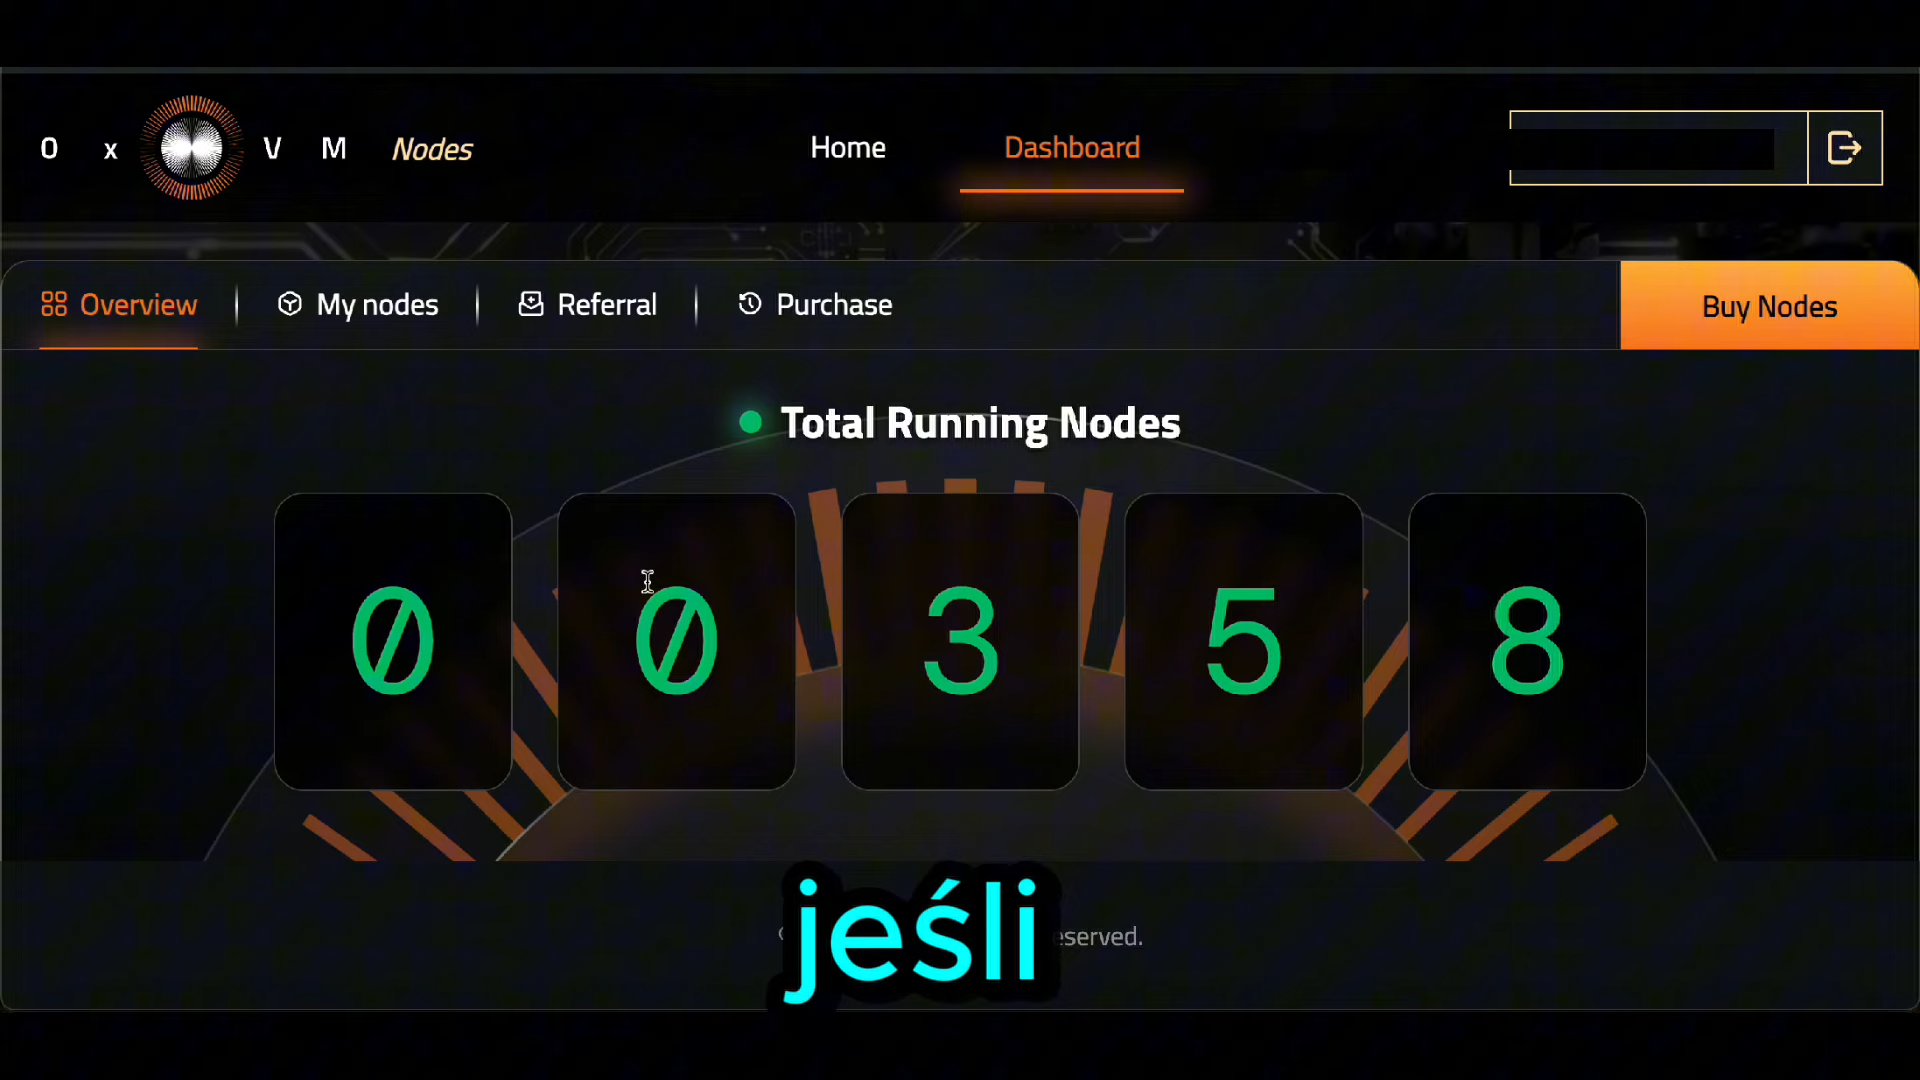 0 x V M Nodes
Home
Dashboard
Overview
My nodes
Referral
Purchase
Buy Nodes
Total Running Nodes
0 0 3 5 8
eserved.
jeśli